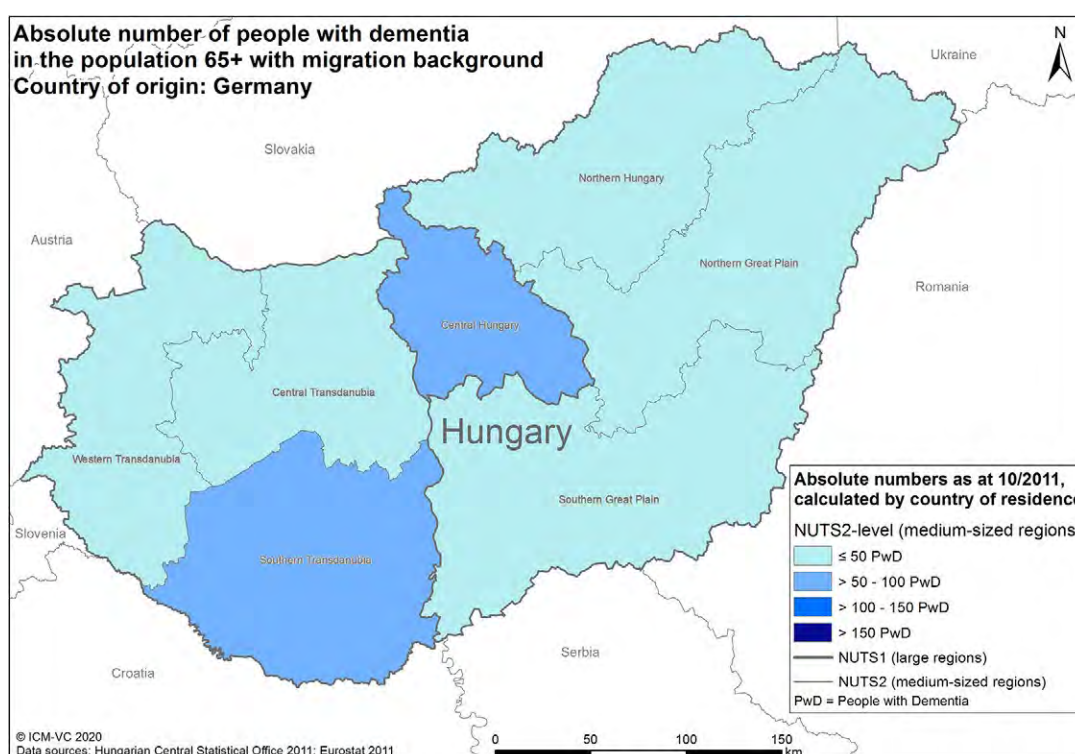 Absolute number of people with dementia
in the population 65+ with migration background
Country of origin: Germany
N
Ukraine
Slovakia
Northern Hungary
Austria
Northern Great Plain
Romania
Central Hungary
Central Transdanubia
Hungary
Western Transdanubia
Southern Great Plain
Slovenia
Southern Transdanubia
Croatia
Serbia
Absolute numbers as at 10/2011,
calculated by country of residence
NUTS2-level (medium-sized regions
≤ 50 PwD
> 50 - 100 PwD
> 100 - 150 PwD
> 150 PwD
NUTS1 (large regions)
NUTS2 (medium-sized regions)
PwD = People with Dementia
© ICM-VC 2020
Data sources: Hungarian Central Statistical Office 2011; Eurostat 2011
0 50 100 150
km